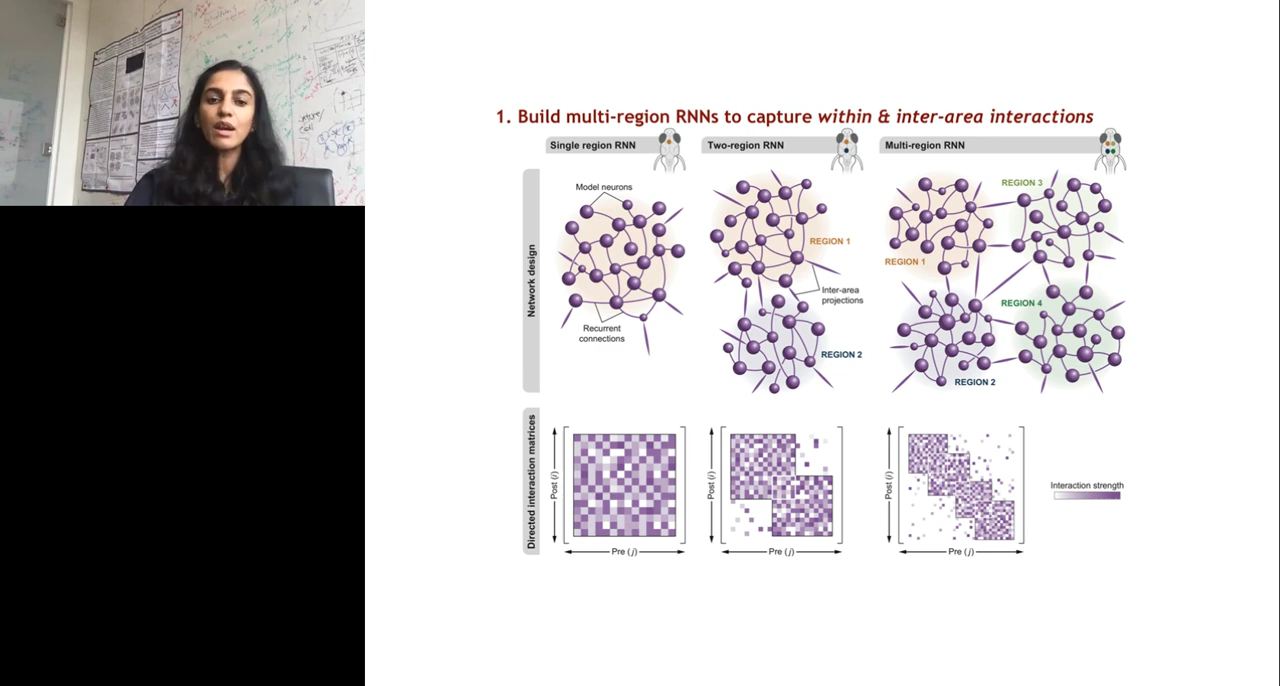 1. Build multi-region RNNs to capture within & inter-area interactions
Single region RNN
Two-region RNN
Multi-region RNN
Network design
Model neurons
Recurrent
connections
REGION 1
Inter-area
projections
REGION 2
REGION 3
REGION 1
REGION 4
REGION 2
Directed interaction matrices
Post (i)
Pre (j)
Post (i)
Pre (j)
Post (i)
Pre (j)
Interaction strength